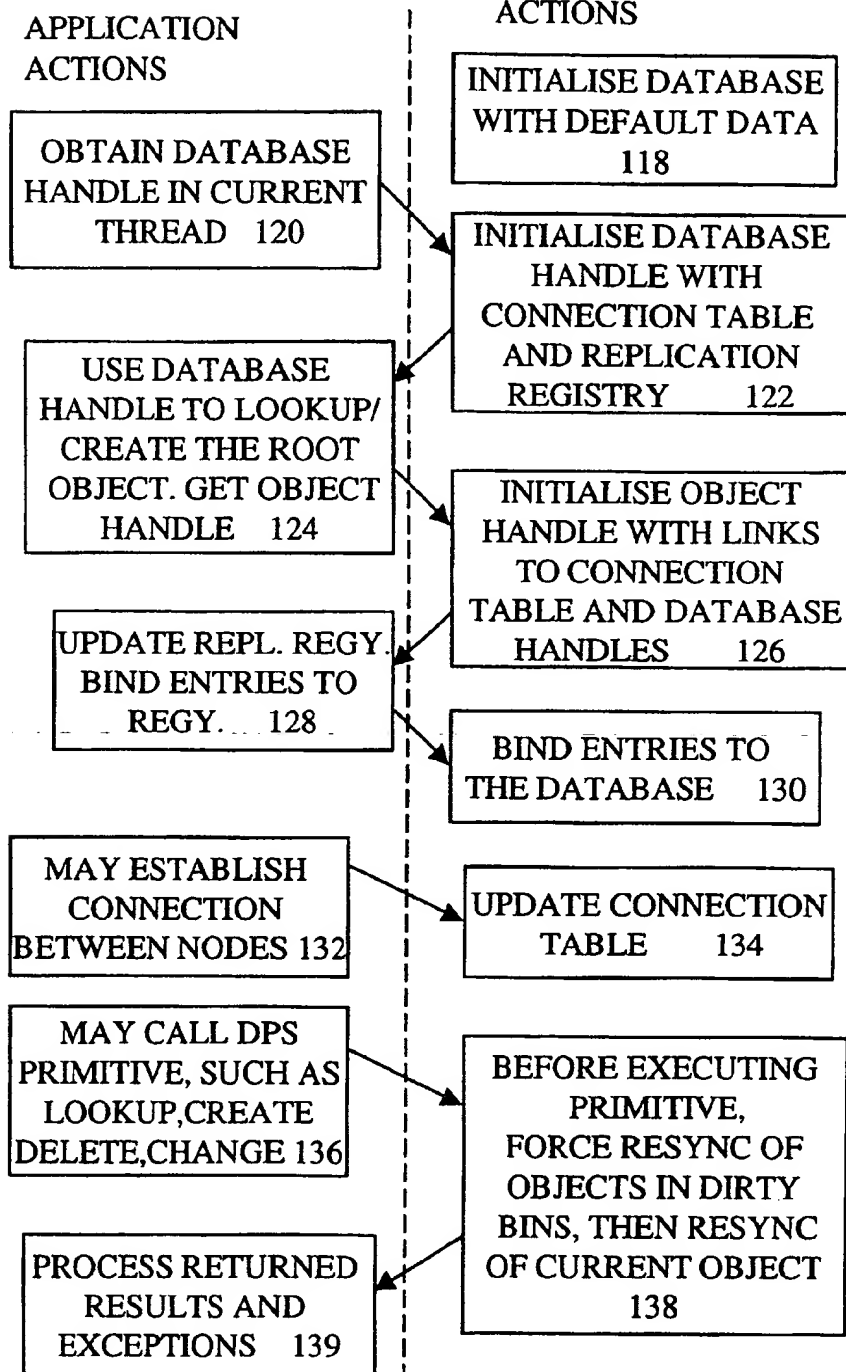 APPLICATION
ACTIONS
ACTIONS
INITIALISE DATABASE
WITH DEFAULT DATA
118
OBTAIN DATABASE
HANDLE IN CURRENT
THREAD 120
INITIALISE DATABASE
HANDLE WITH
CONNECTION TABLE
AND REPLICATION
REGISTRY 122
USE DATABASE
HANDLE TO LOOKUP/
CREATE THE ROOT
OBJECT. GET OBJECT
HANDLE 124
INITIALISE OBJECT
HANDLE WITH LINKS
TO CONNECTION
TABLE AND DATABASE
HANDLES 126
UPDATE REPL. REGY.
BIND ENTRIES TO
REGY. 128
BIND ENTRIES TO
THE DATABASE 130
MAY ESTABLISH
CONNECTION
BETWEEN NODES 132
UPDATE CONNECTION
TABLE 134
MAY CALL DPS
PRIMITIVE, SUCH AS
LOOKUP,CREATE
DELETE,CHANGE 136
BEFORE EXECUTING
PRIMITIVE,
FORCE RESYNC OF
OBJECTS IN DIRTY
BINS, THEN RESYNC
OF CURRENT OBJECT
138
PROCESS RETURNED
RESULTS AND
EXCEPTIONS 139